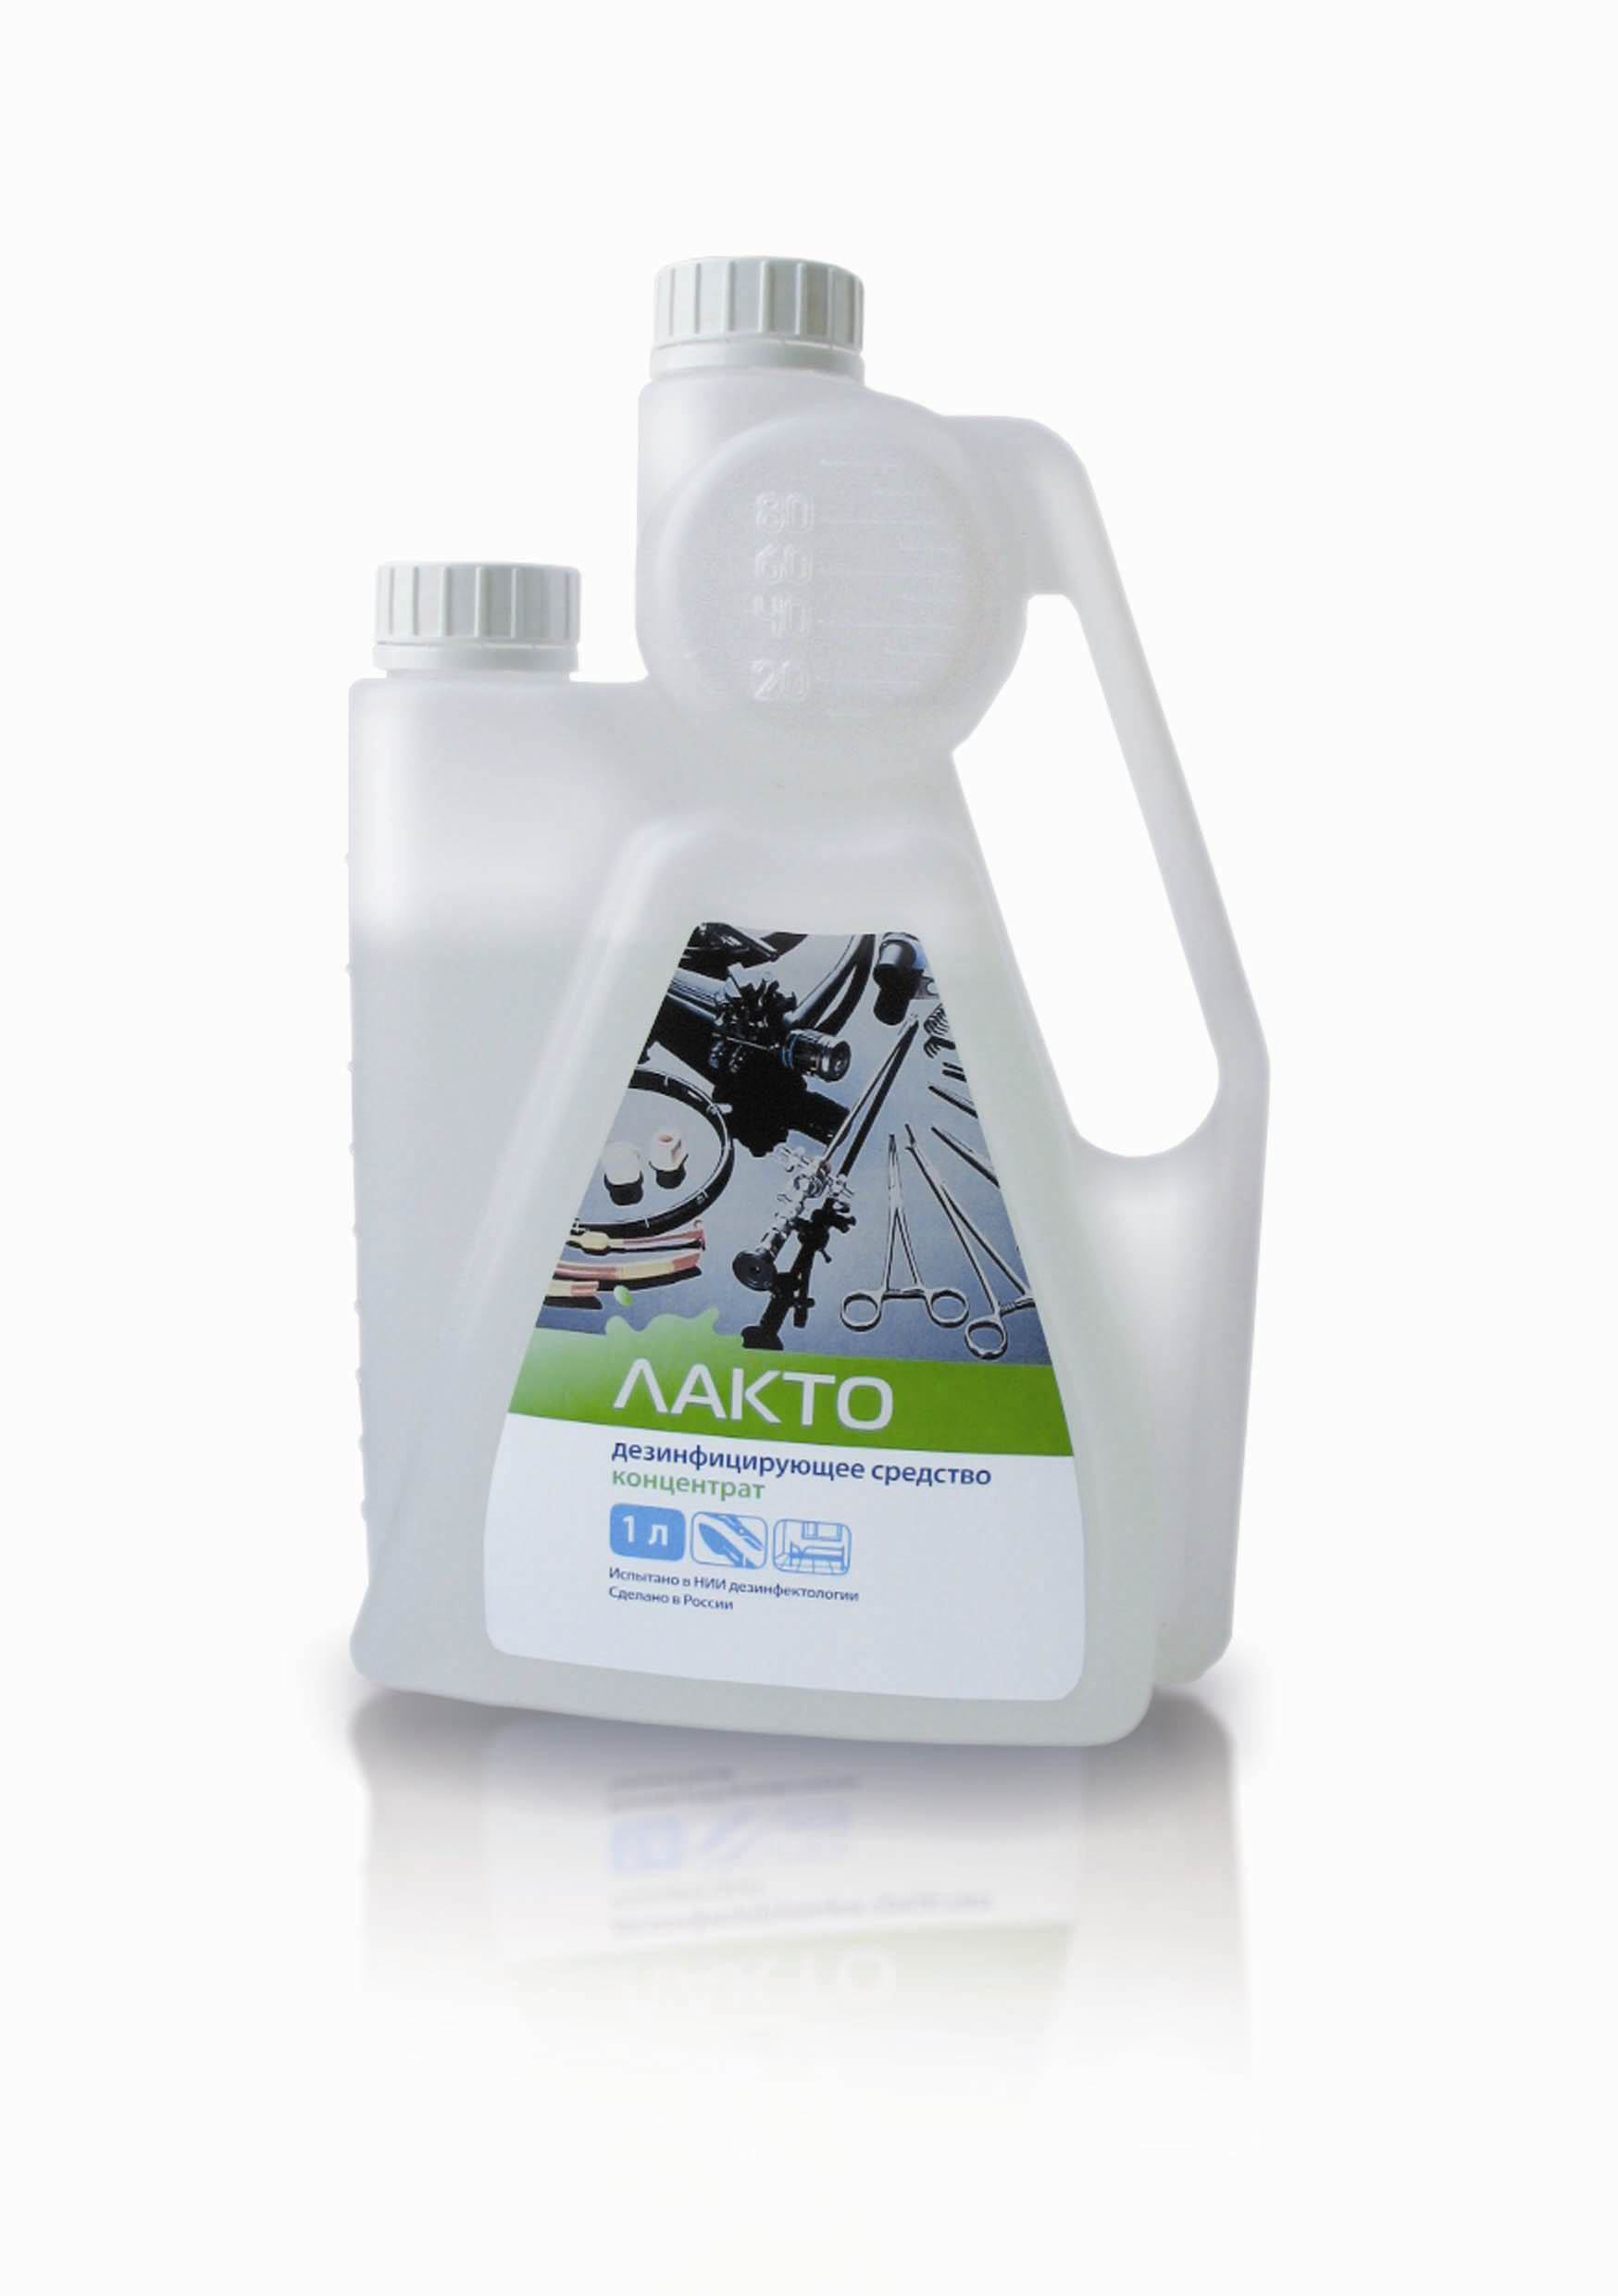 80
60
40
20
ЛАКТО
дезинфицирующее средство
концентрат
1 л
Испытано в НИИ дезинфектологии
Сделано в России